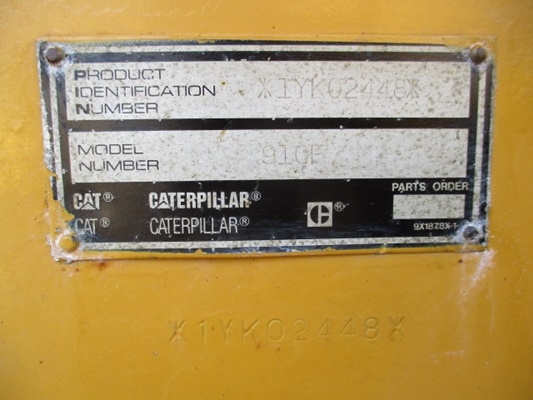 PRODUCT
IDENTIFICATION
NUMBER
*1YK02448*
MODEL
NUMBER
910F
CAT® CATERPILLAR®
CAT® CATERPILLAR®
C®
PARTS ORDER
9X1878X-1
*1YK02448*